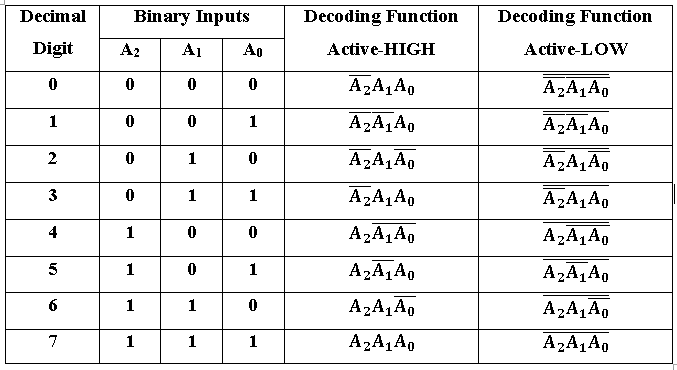 Decimal Binary Inputs Decoding Function Decoding Function
Digit A₂ A₁ A₀ Active-HIGH Active-LOW
0 0 0 0 $\overline{A_2}A_1A_0$ $\overline{\overline{A_2}\,\overline{A_1}\,\overline{A_0}}$
1 0 0 1 $\overline{A_2}\,\overline{A_1}A_0$ $\overline{\overline{A_2}\,\overline{A_1}A_0}$
2 0 1 0 $\overline{A_2}A_1\overline{A_0}$ $\overline{\overline{A_2}A_1\overline{A_0}}$
3 0 1 1 $\overline{A_2}A_1A_0$ $\overline{\overline{A_2}A_1A_0}$
4 1 0 0 $A_2\overline{A_1}\,\overline{A_0}$ $\overline{A_2\overline{A_1}\,\overline{A_0}}$
5 1 0 1 $A_2\overline{A_1}A_0$ $\overline{A_2\overline{A_1}A_0}$
6 1 1 0 $A_2A_1\overline{A_0}$ $\overline{A_2A_1\overline{A_0}}$
7 1 1 1 $A_2A_1A_0$ $\overline{A_2A_1A_0}$